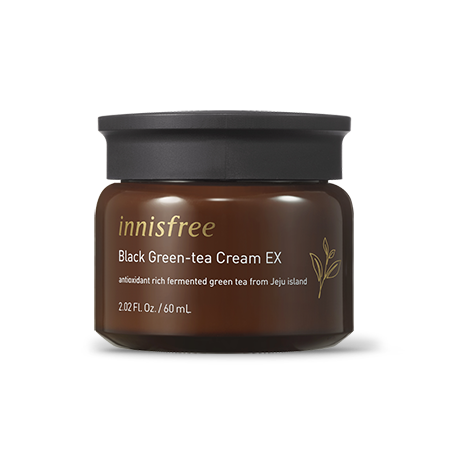 innisfree
Black Green-tea Cream EX
antioxidant rich fermented green tea from Jeju island
2.02 Fl. Oz. / 60 mL